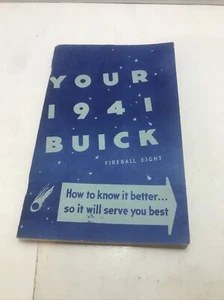 YOUR
1941
BUICK
FIREBALL EIGHT
How to know it better...
so it will serve you best